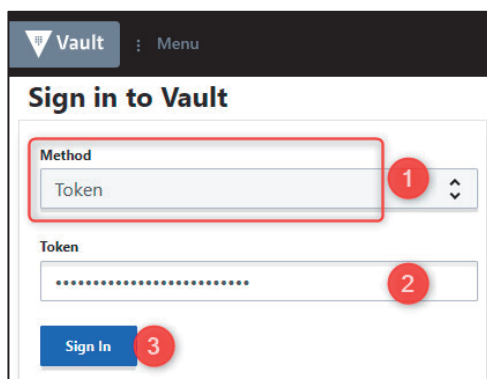 Vault ⋮ Menu
Sign in to Vault
Method
Token 1
Token
•••••••••••••••••••••••••• 2
Sign In 3